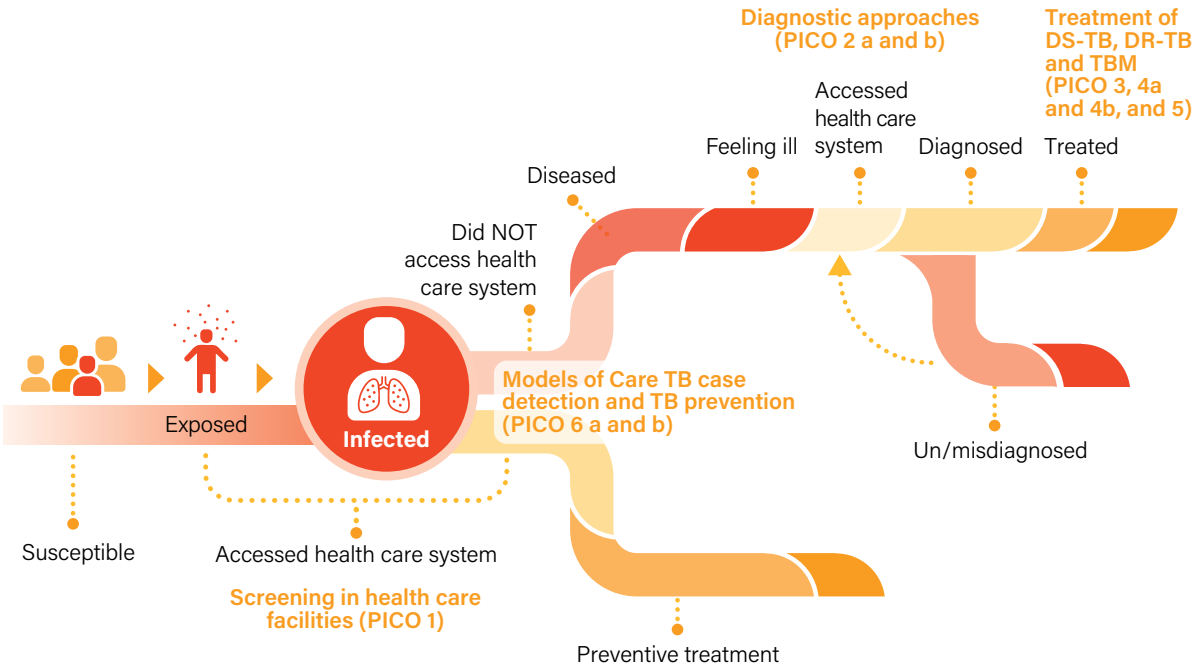 Diagnostic approaches
(PICO 2 a and b)
Treatment of
DS-TB, DR-TB
and TBM
(PICO 3, 4a
and 4b, and 5)
Accessed
health care
system
Feeling ill
Diagnosed
Treated
Diseased
Did NOT
access health
care system
Models of Care TB case
detection and TB prevention
(PICO 6 a and b)
Exposed
Infected
Un/misdiagnosed
Susceptible
Accessed health care system
Screening in health care
facilities (PICO 1)
Preventive treatment